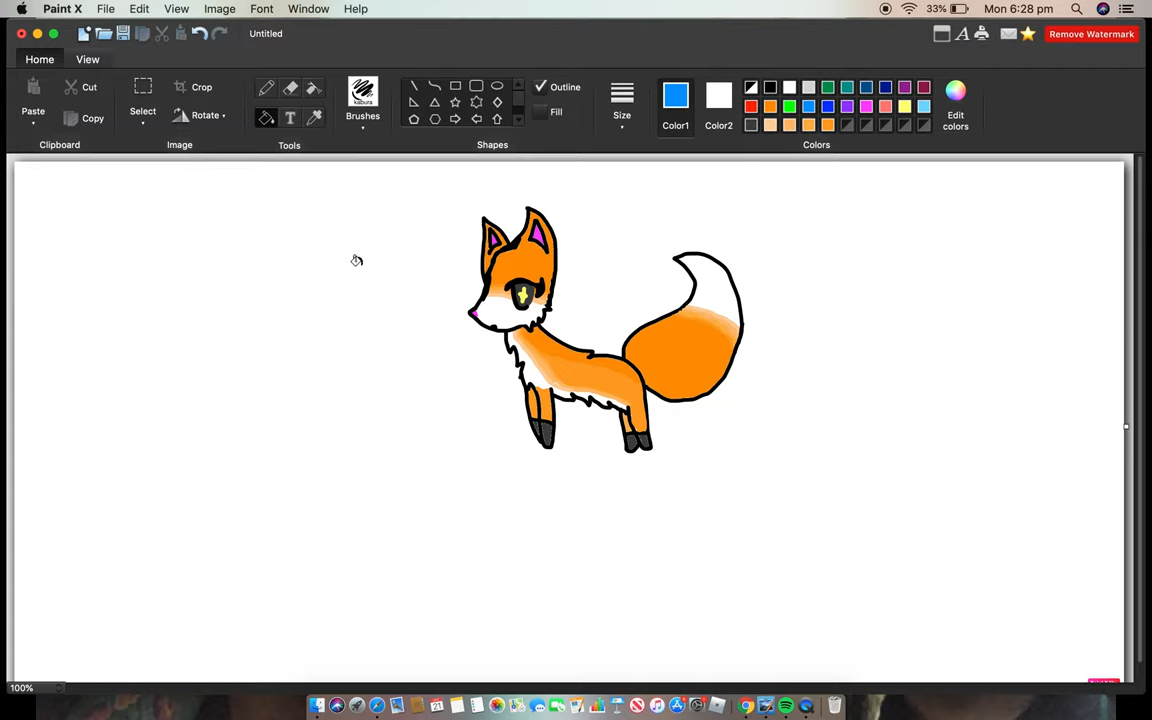 Paint X File Edit View Image Font Window Help 33% Mon 6:28 pm
Untitled
Remove Watermark
Home View
Paste Cut Copy
Clipboard
Select Crop Rotate
Image
Tools
Brushes
kabura
Outline Fill
Shapes
Size
Color1 Color2
Edit colors
Colors
100%